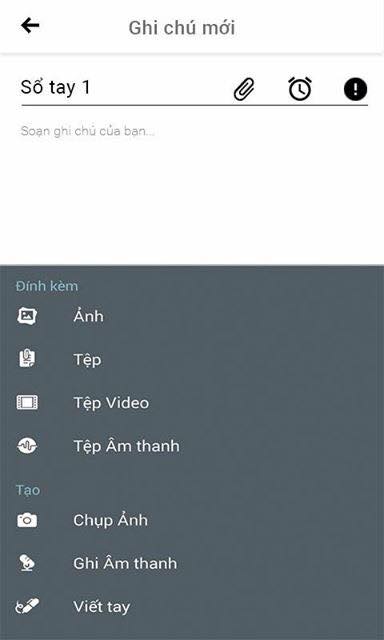 Ghi chú mới
Sổ tay 1
Soạn ghi chú của bạn...
Đính kèm
Ảnh
Tệp
Tệp Video
Tệp Âm thanh
Tạo
Chụp Ảnh
Ghi Âm thanh
Viết tay